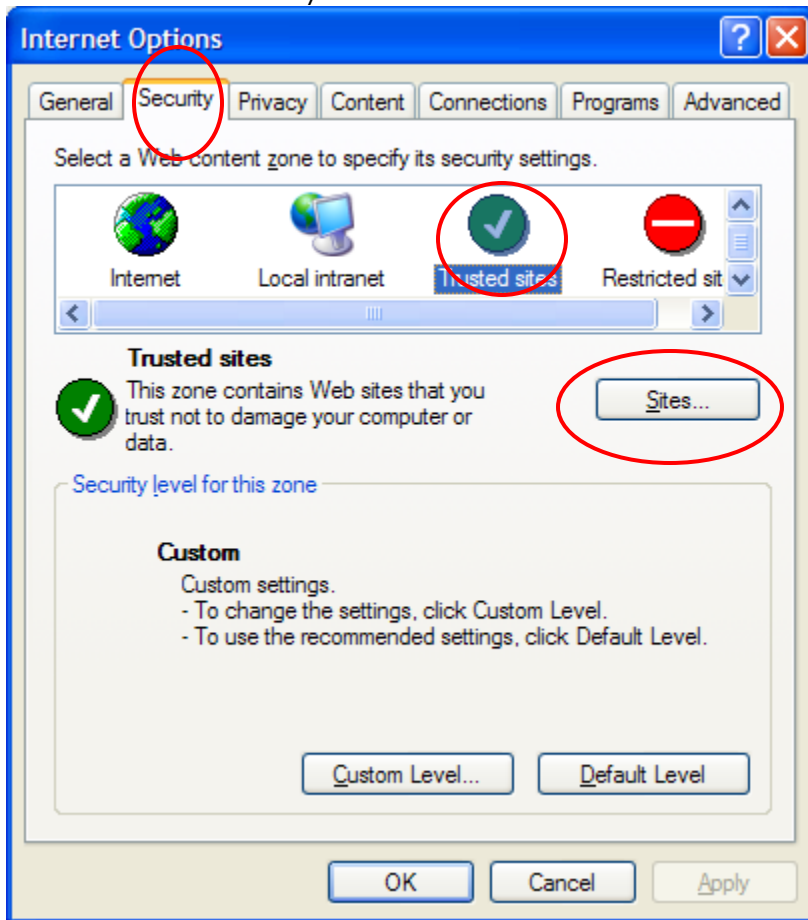 Internet Options
General Security Privacy Content Connections Programs Advanced
Select a Web content zone to specify its security settings.
Internet Local intranet Trusted sites Restricted sit
Trusted sites
This zone contains Web sites that you
trust not to damage your computer or
data.
Sites...
Security level for this zone
Custom
Custom settings.
- To change the settings, click Custom Level.
- To use the recommended settings, click Default Level.
Custom Level... Default Level
OK Cancel Apply